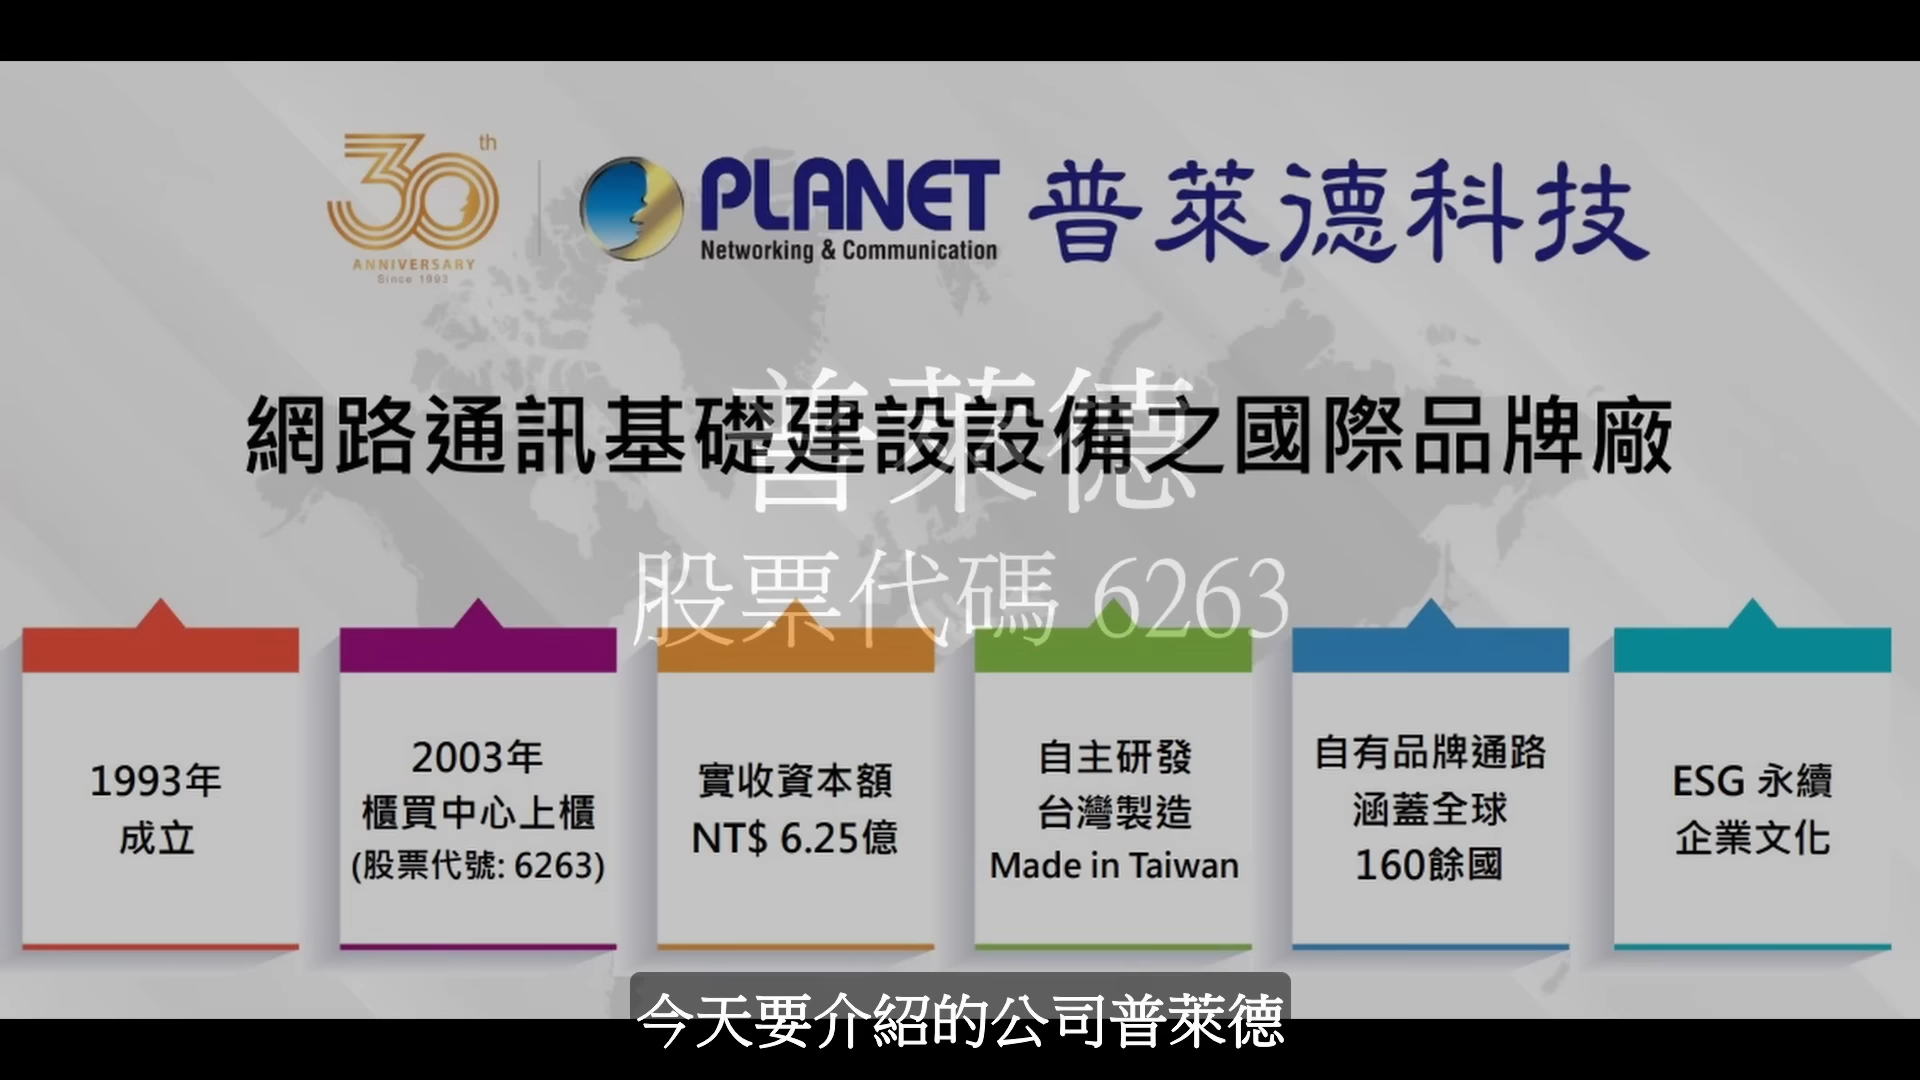 30th
ANNIVERSARY
Since 1993
PLANET
Networking & Communication
普萊德科技
網路通訊基礎建設設備之國際品牌廠
普萊德
股票代碼 6263
1993年
成立
2003年
櫃買中心上櫃
(股票代號: 6263)
實收資本額
NT$ 6.25億
自主研發
台灣製造
Made in Taiwan
自有品牌通路
涵蓋全球
160餘國
ESG 永續
企業文化
今天要介紹的公司普萊德